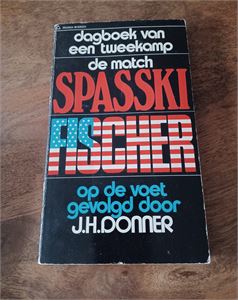 dagboek van
een tweekamp
de match
SPASSKI
FISCHER
op de voet
gevolgd door
J.H.DONNER